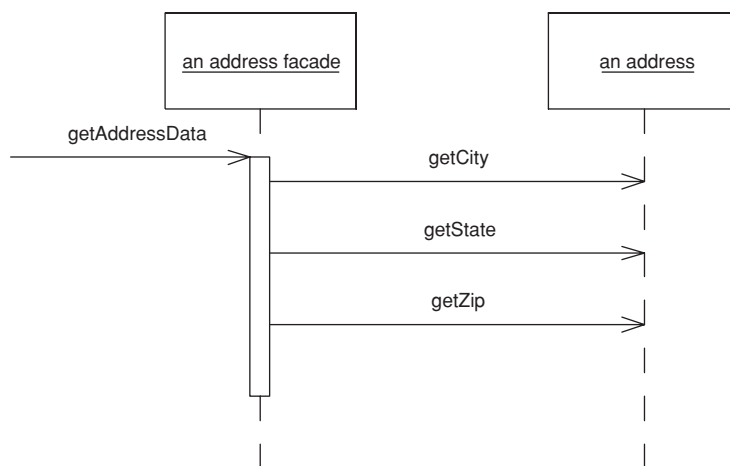 an address facade
an address
getAddressData
getCity
getState
getZip